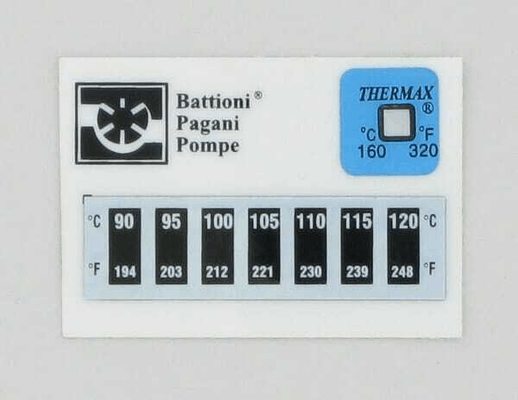 Battioni®
Pagani
Pompe
THERMAX
®
°C °F
160 320
°C 90 95 100 105 110 115 120 °C
°F 194 203 212 221 230 239 248 °F